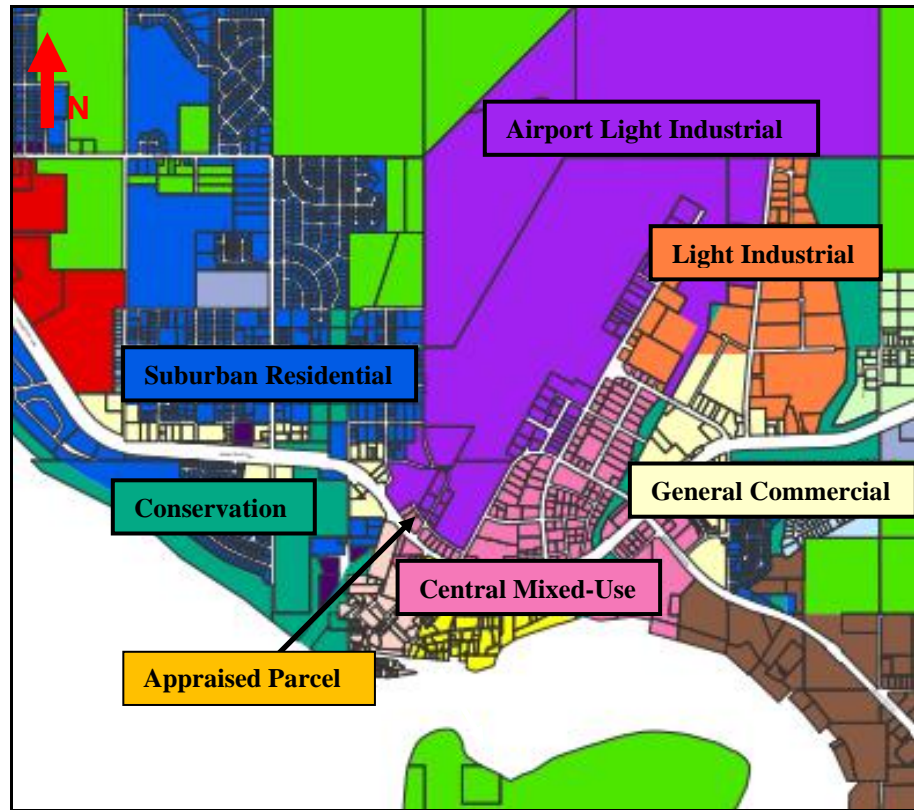 N
Airport Light Industrial
Light Industrial
Suburban Residential
General Commercial
Conservation
Central Mixed-Use
Appraised Parcel